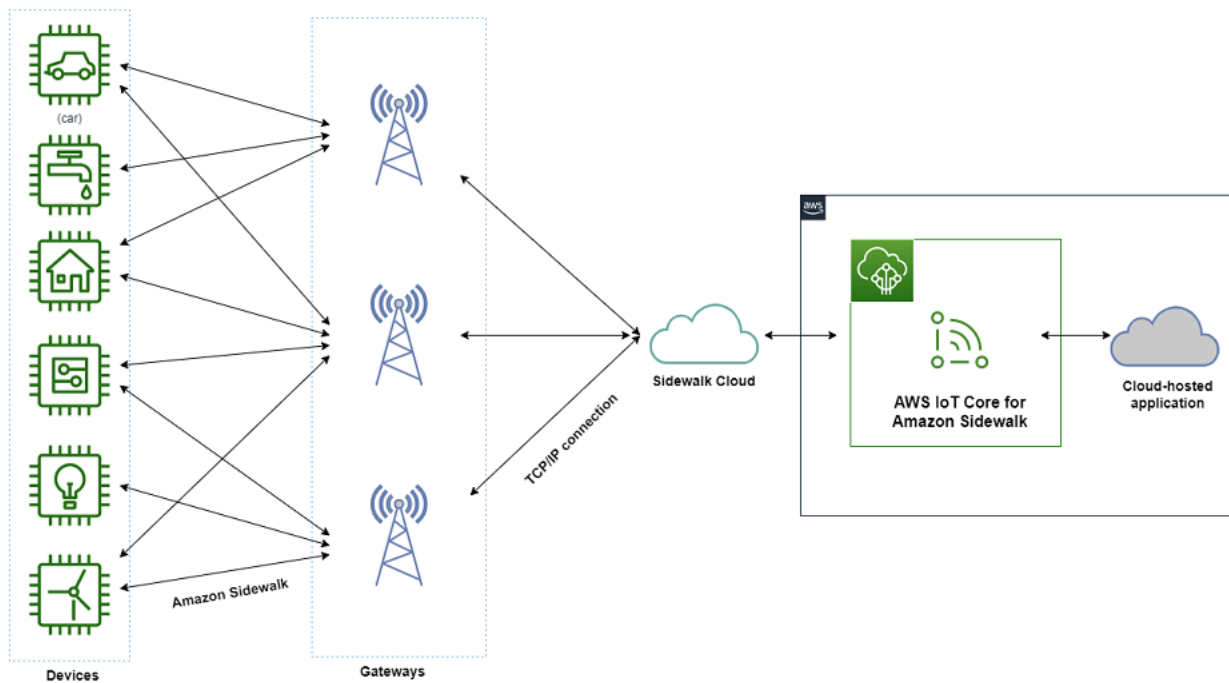 (car)
Devices
Amazon Sidewalk
Gateways
TCP/IP connection
Sidewalk Cloud
aws
AWS IoT Core for
Amazon Sidewalk
Cloud-hosted
application